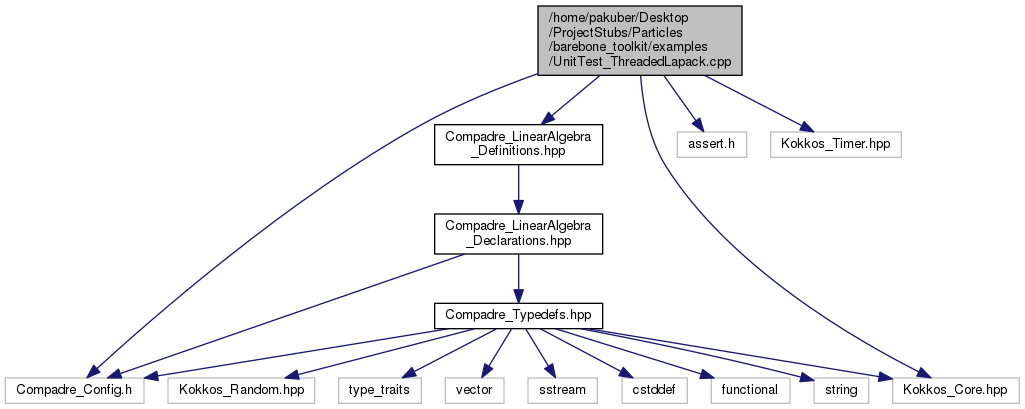 /home/pakuber/Desktop
/ProjectStubs/Particles
/barebone_toolkit/examples
/UnitTest_ThreadedLapack.cpp
Compadre_LinearAlgebra
_Definitions.hpp
assert.h
Kokkos_Timer.hpp
Compadre_LinearAlgebra
_Declarations.hpp
Compadre_Typedefs.hpp
Compadre_Config.h
Kokkos_Random.hpp
type_traits
vector
sstream
cstddef
functional
string
Kokkos_Core.hpp